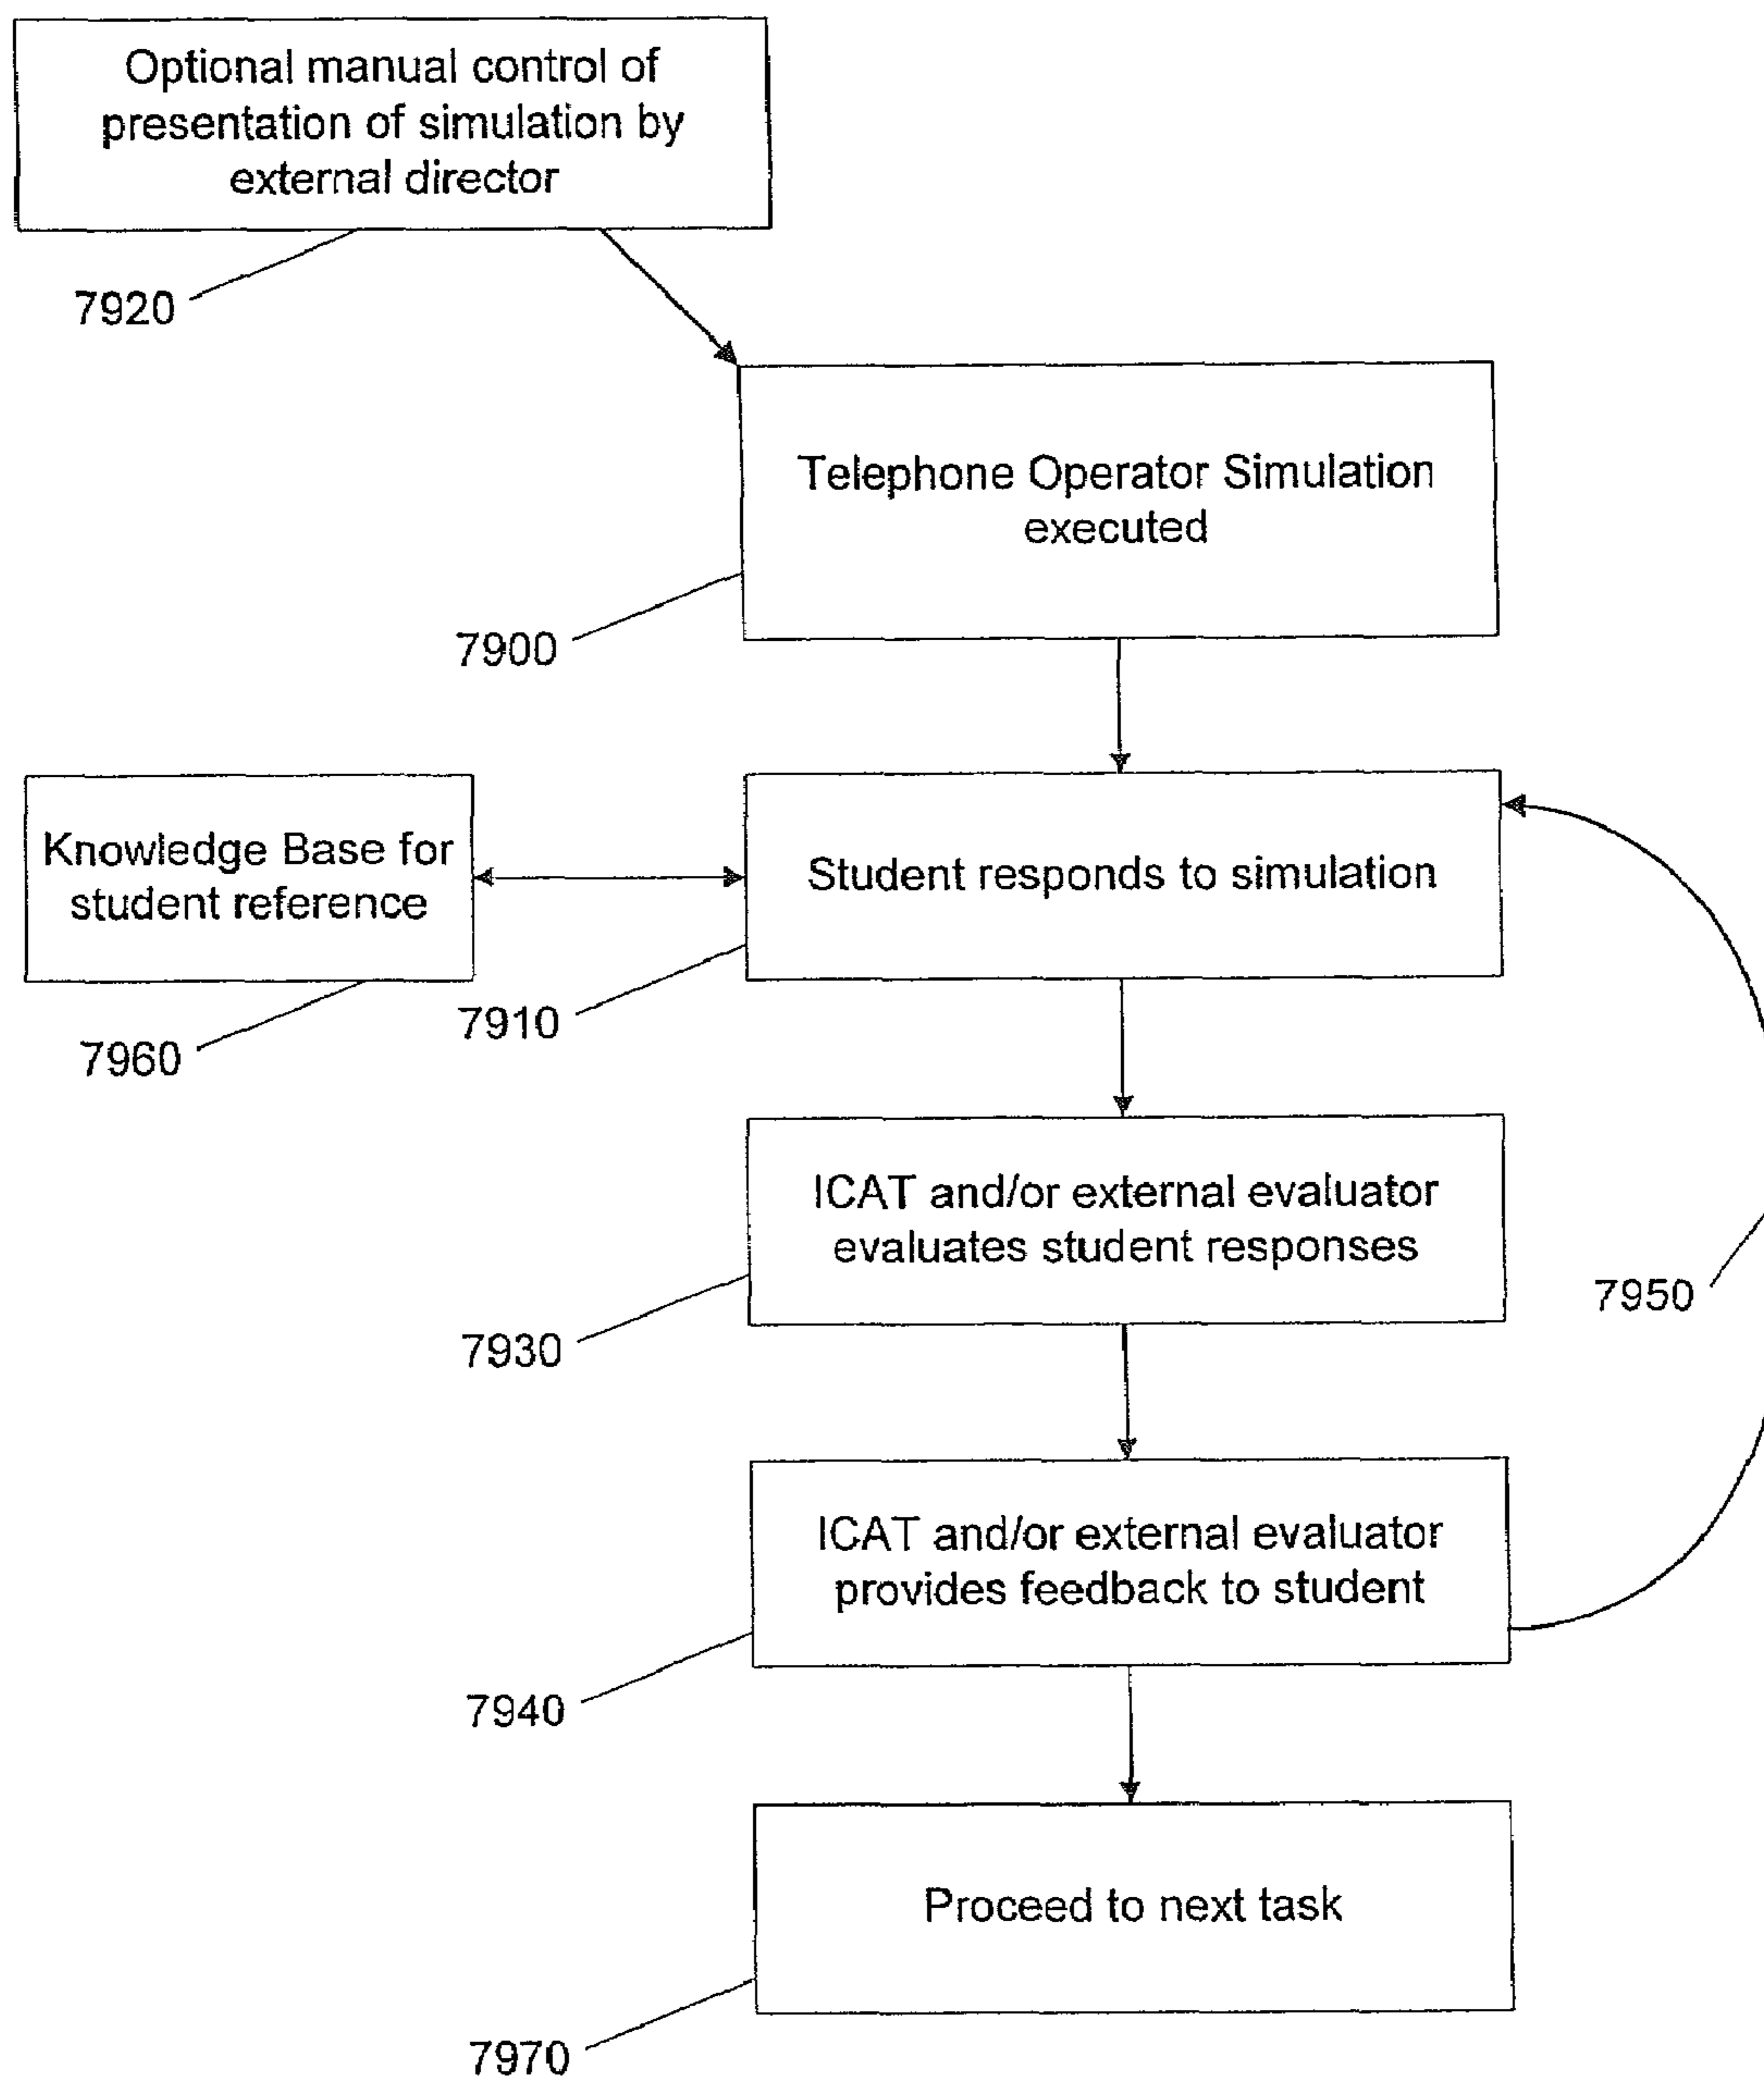 Optional manual control of
presentation of simulation by
external director
7920
Telephone Operator Simulation
executed
7900
Knowledge Base for
student reference
Student responds to simulation
7910
7960
ICAT and/or external evaluator
evaluates student responses
7950
7930
ICAT and/or external evaluator
provides feedback to student
7940
Proceed to next task
7970